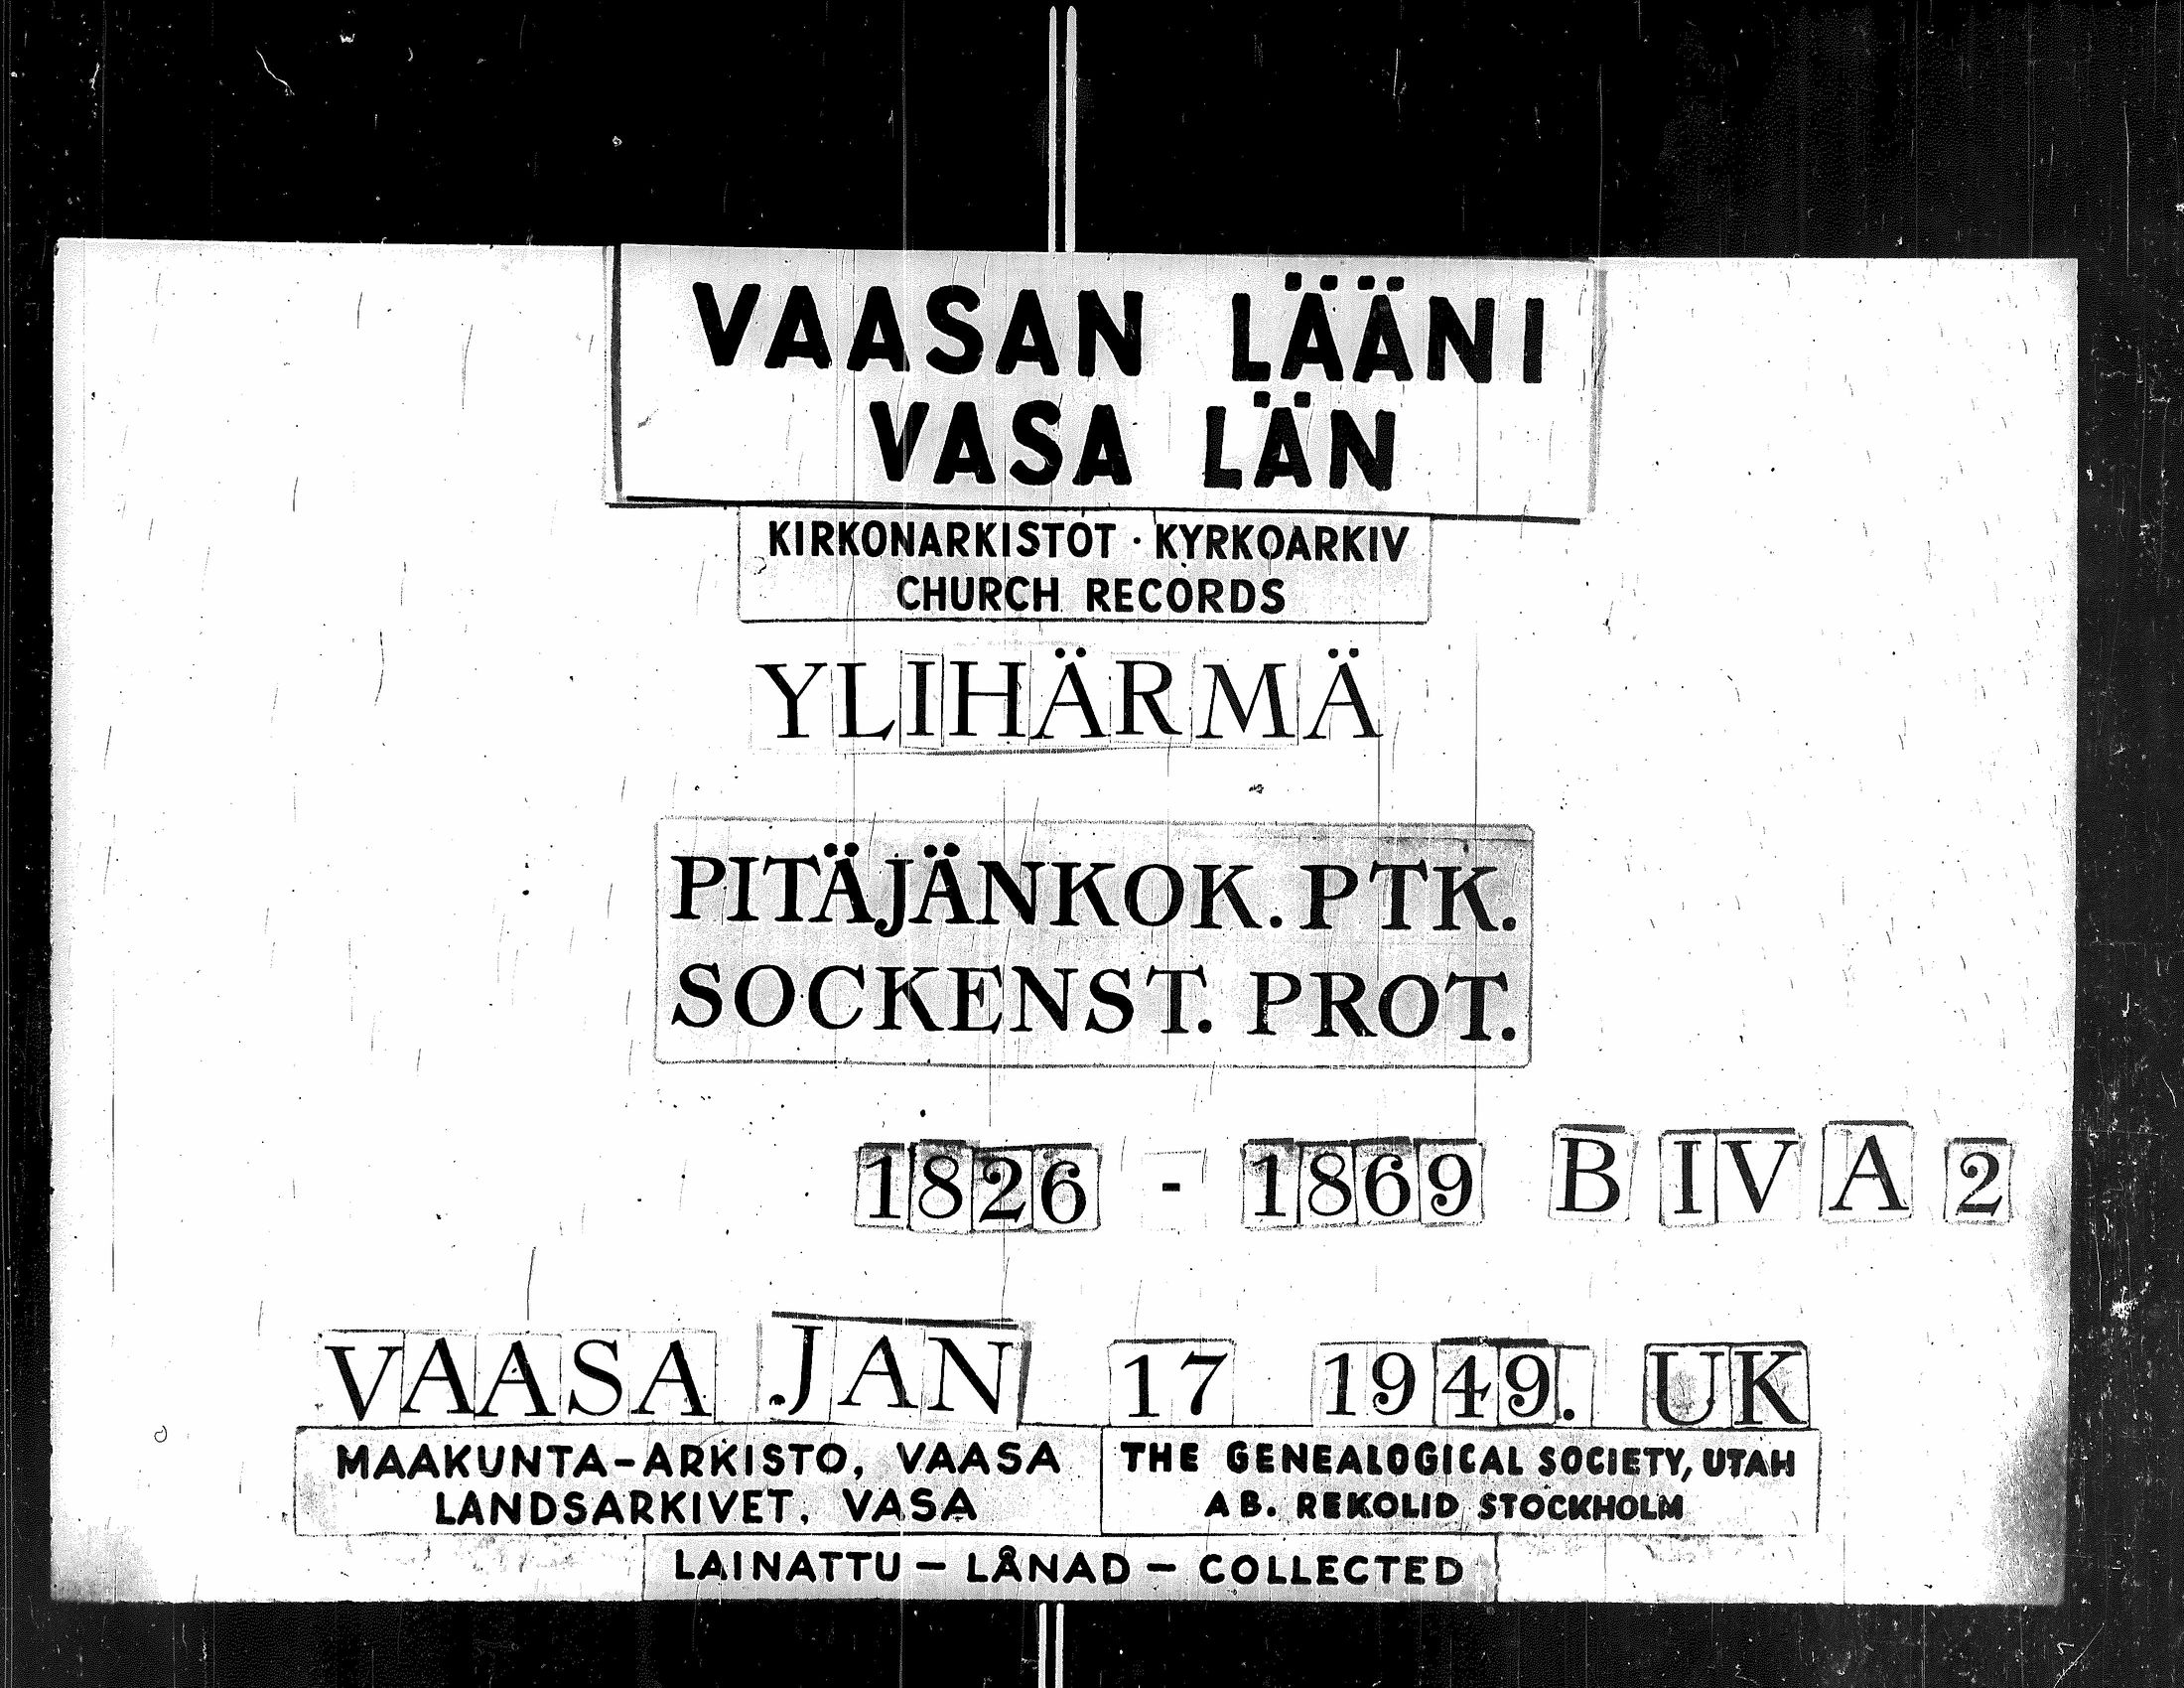 VAASAN LÄÄNI
VASA LÄN
KIRKONARKISTOT · KYRKOARKIV
CHURCH RECORDS
YLIHÄRMÄ
PITÄJÄNKOK. PTK.
SOCKENST. PROT.
1826 - 1869 B IV A 2
VAASA JAN 17 1949. UK
MAAKUNTA-ARKISTO, VAASA
LANDSARKIVET, VASA
THE GENEALOGICAL SOCIETY, UTAH
AB. REKOLID STOCKHOLM
LAINATTU — LÅNAD — COLLECTED